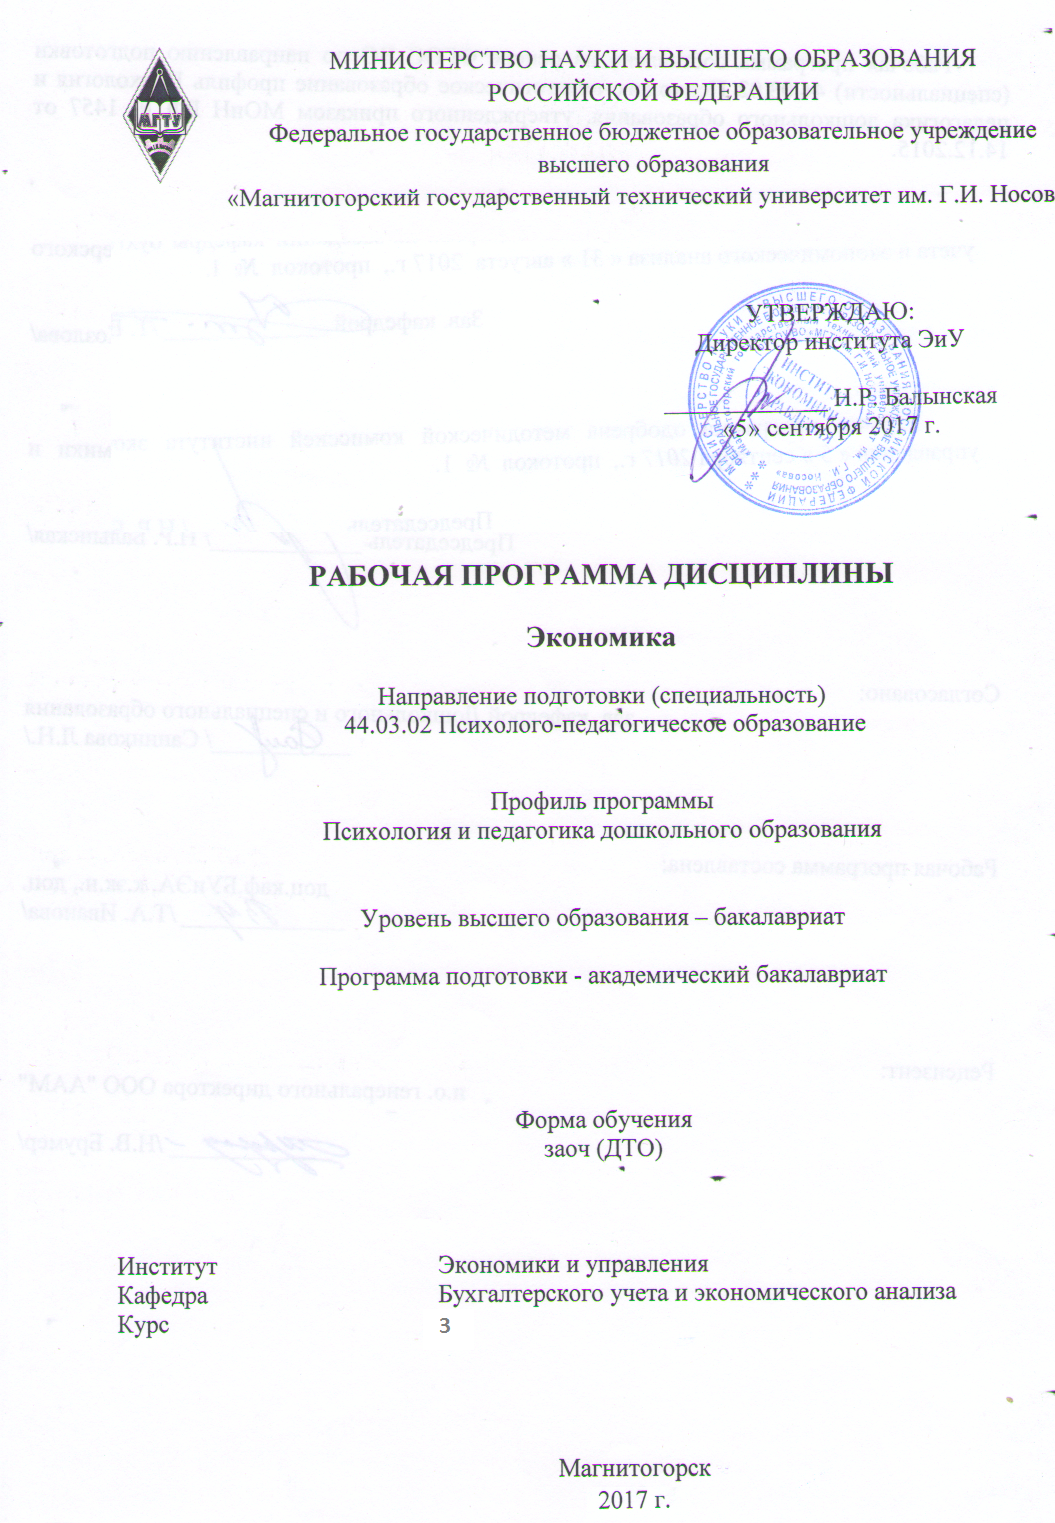 МИНИСТЕРСТВО НАУКИ И ВЫСШЕГО ОБРАЗОВАНИЯ
РОССИЙСКОЙ ФЕДЕРАЦИИ
Федеральное государственное бюджетное образовательное учреждение
высшего образования
«Магнитогорский государственный технический университет им. Г.И. Носов
МГТУ
УТВЕРЖДАЮ:
Директор института ЭиУ
Н.Р. Балынская
«5» сентября 2017 г.
РАБОЧАЯ ПРОГРАММА ДИСЦИПЛИНЫ
Экономика
Направление подготовки (специальность)
44.03.02 Психолого-педагогическое образование
Профиль программы
Психология и педагогика дошкольного образования
Уровень высшего образования – бакалавриат
Программа подготовки - академический бакалавриат
Форма обучения
заоч (ДТО)
Институт Экономики и управления
Кафедра Бухгалтерского учета и экономического анализа
Курс 3
Магнитогорск
2017 г.